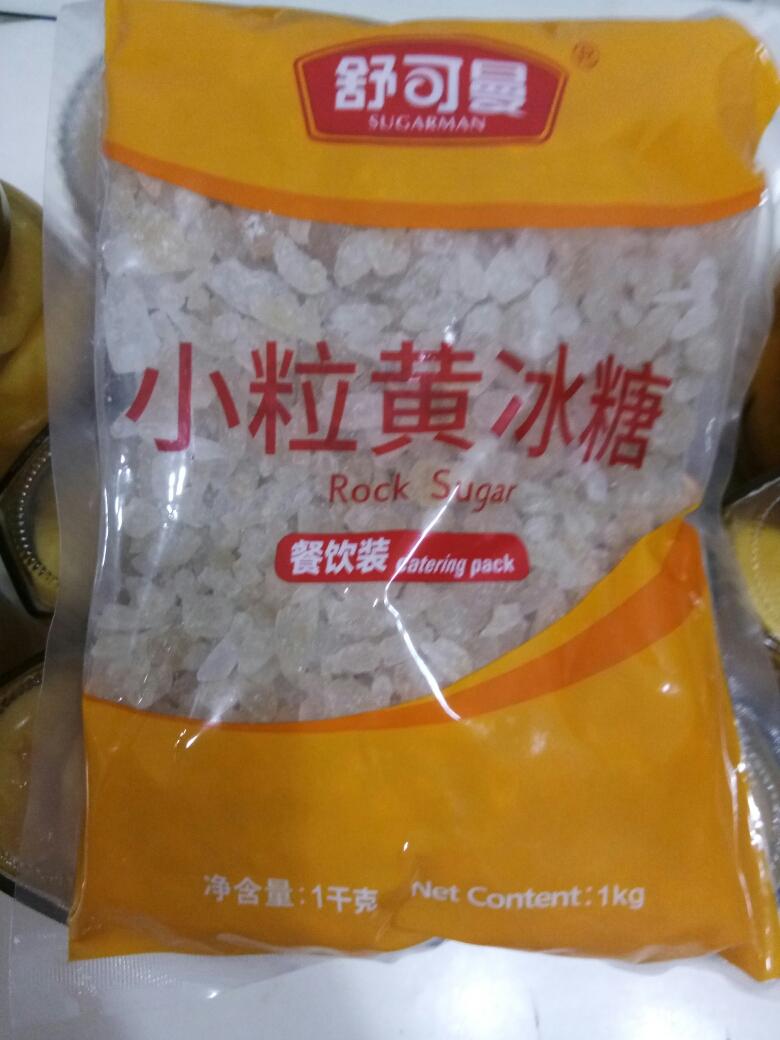 舒可曼
SUGARMAN
小粒黄冰糖
Rock Sugar
餐饮装 catering pack
净含量:1千克 Net Content:1kg